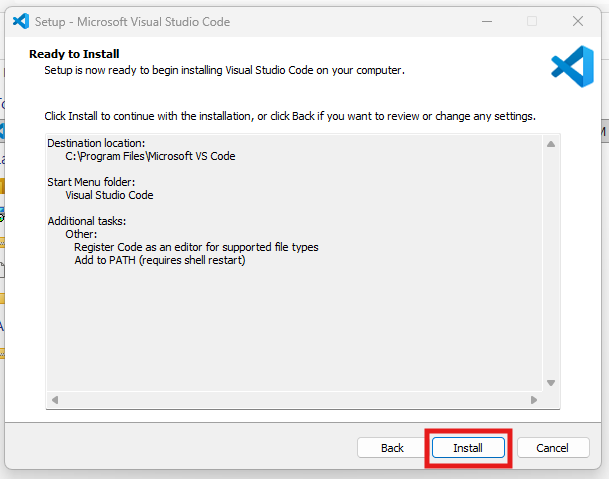 Setup - Microsoft Visual Studio Code
Ready to Install
Setup is now ready to begin installing Visual Studio Code on your computer.
Click Install to continue with the installation, or click Back if you want to review or change any settings.
Destination location:
C:\Program Files\Microsoft VS Code
Start Menu folder:
Visual Studio Code
Additional tasks:
Other:
Register Code as an editor for supported file types
Add to PATH (requires shell restart)
Back
Install
Cancel